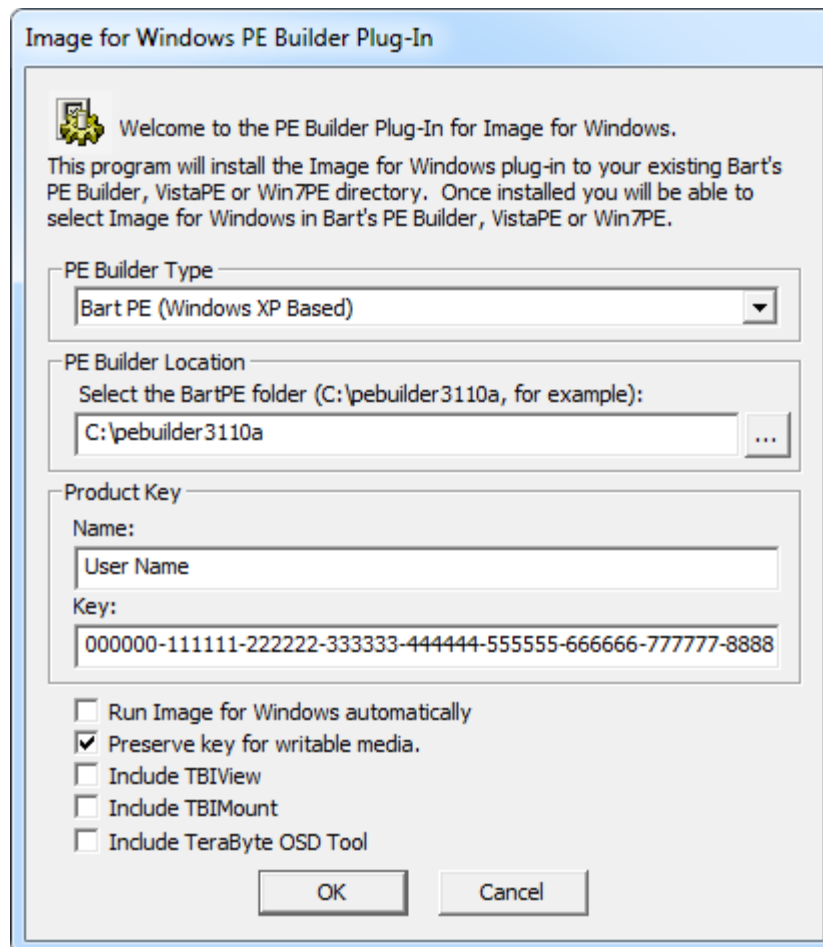 Image for Windows PE Builder Plug-In
Welcome to the PE Builder Plug-In for Image for Windows.
This program will install the Image for Windows plug-in to your existing Bart's
PE Builder, VistaPE or Win7PE directory.  Once installed you will be able to
select Image for Windows in Bart's PE Builder, VistaPE or Win7PE.
PE Builder Type
Bart PE (Windows XP Based)
PE Builder Location
Select the BartPE folder (C:\pebuilder3110a, for example):
C:\pebuilder3110a
...
Product Key
Name:
User Name
Key:
000000-111111-222222-333333-444444-555555-666666-777777-8888
Run Image for Windows automatically
Preserve key for writable media.
Include TBIView
Include TBIMount
Include TeraByte OSD Tool
OK
Cancel